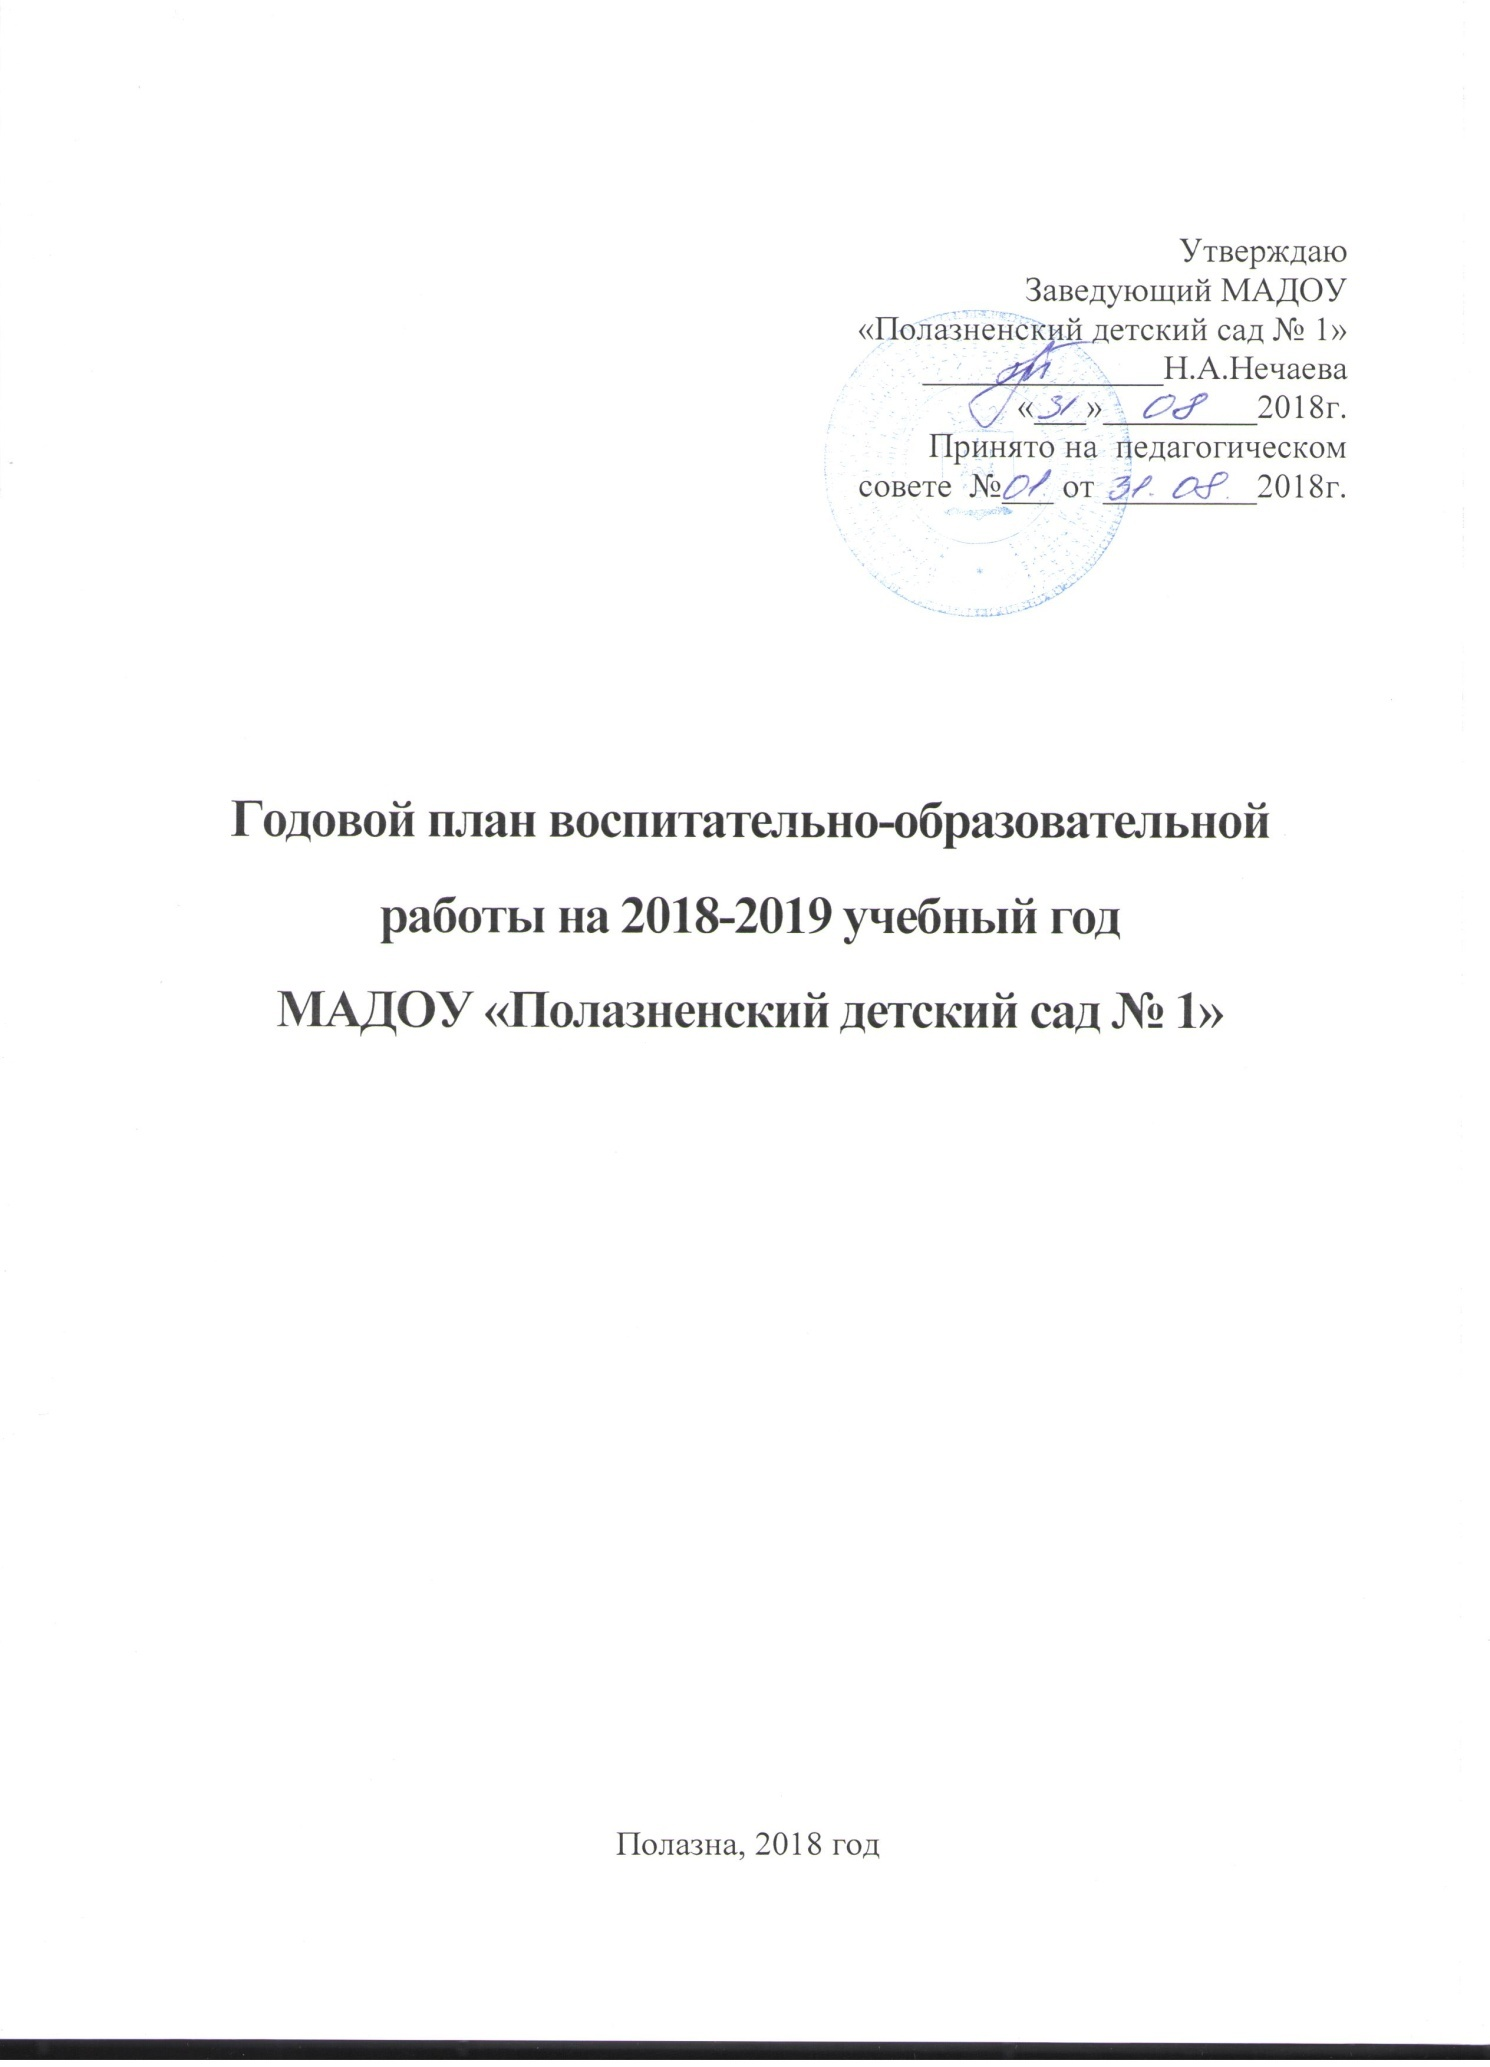 Утверждаю
Заведующий МАДОУ
«Полазненский детский сад № 1»
________________Н.А.Нечаева
«31»  08  2018г.
Принято на педагогическом
совете №01. от 31. 08. 2018г.
Годовой план воспитательно-образовательной
работы на 2018-2019 учебный год
МАДОУ «Полазненский детский сад № 1»
Полазна, 2018 год